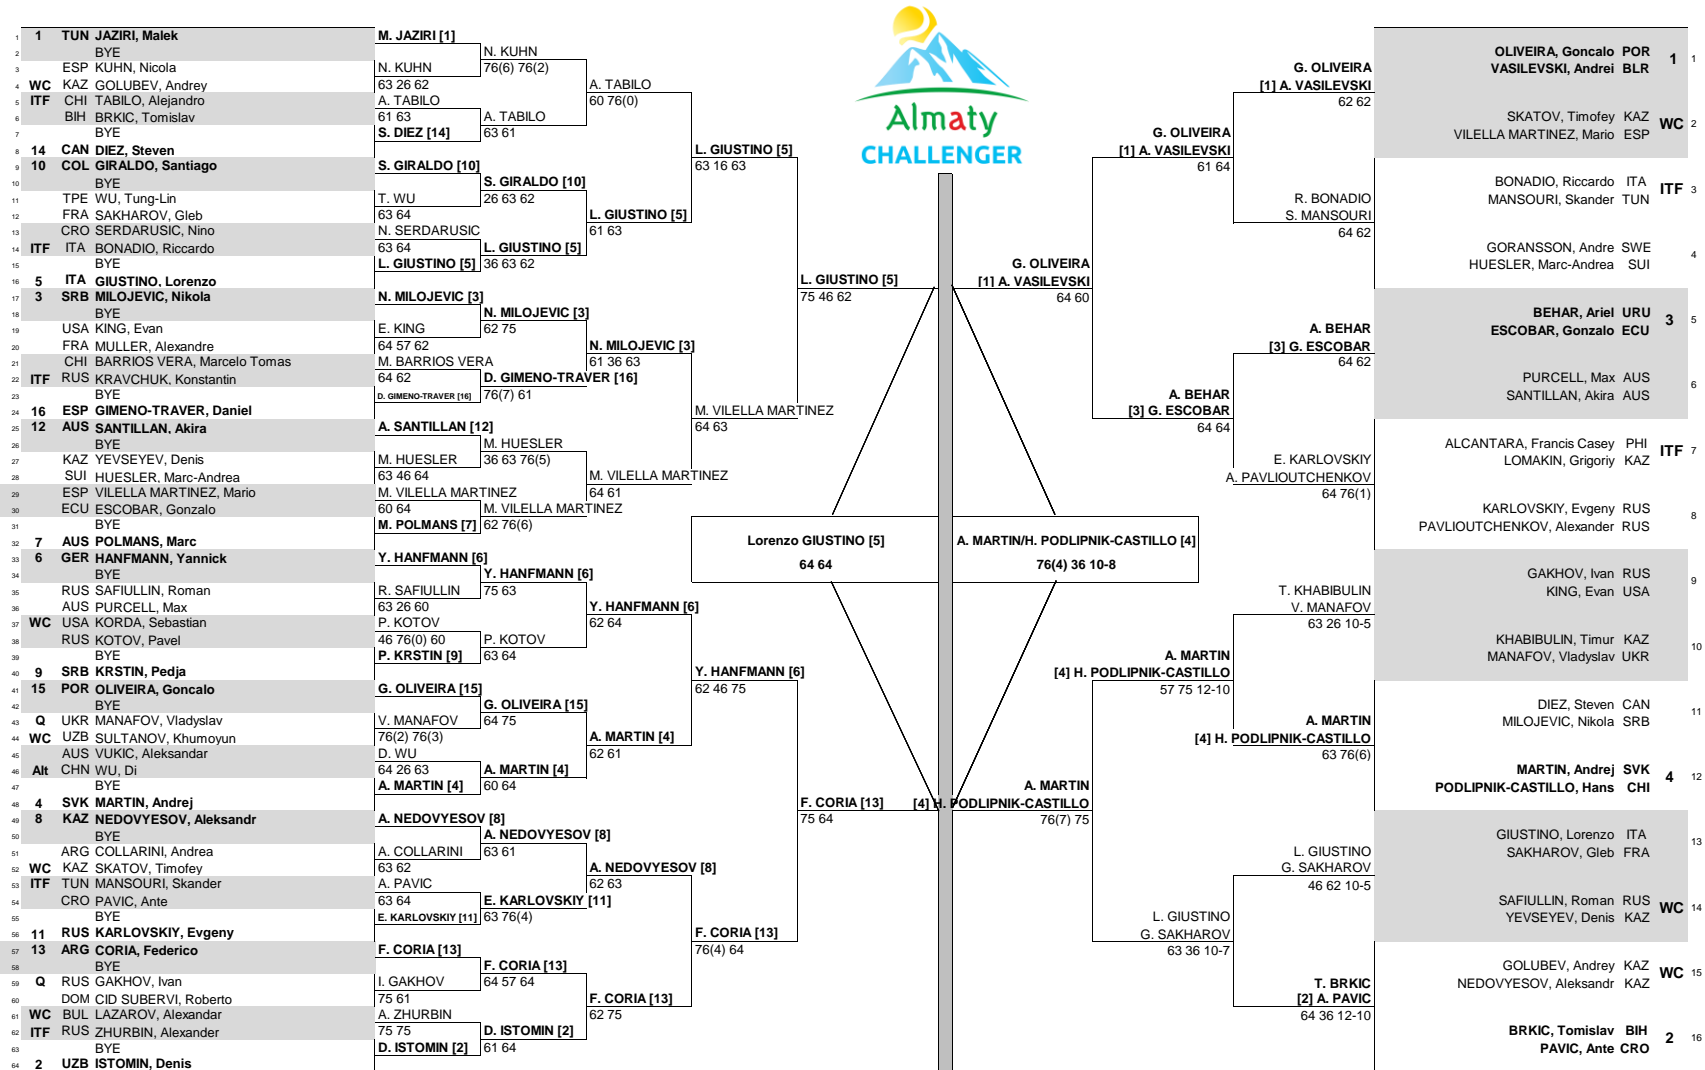 Almaty
CHALLENGER
1 1 TUN JAZIRI, Malek
2 BYE
3 ESP KUHN, Nicola
4 WC KAZ GOLUBEV, Andrey
5 ITF CHI TABILO, Alejandro
6 BIH BRKIC, Tomislav
7 BYE
8 14 CAN DIEZ, Steven
9 10 COL GIRALDO, Santiago
10 BYE
11 TPE WU, Tung-Lin
12 FRA SAKHAROV, Gleb
13 CRO SERDARUSIC, Nino
14 ITF ITA BONADIO, Riccardo
15 BYE
16 5 ITA GIUSTINO, Lorenzo
17 3 SRB MILOJEVIC, Nikola
18 BYE
19 USA KING, Evan
20 FRA MULLER, Alexandre
21 CHI BARRIOS VERA, Marcelo Tomas
22 ITF RUS KRAVCHUK, Konstantin
23 BYE
24 16 ESP GIMENO-TRAVER, Daniel
25 12 AUS SANTILLAN, Akira
26 BYE
27 KAZ YEVSEYEV, Denis
28 SUI HUESLER, Marc-Andrea
29 ESP VILELLA MARTINEZ, Mario
30 ECU ESCOBAR, Gonzalo
31 BYE
32 7 AUS POLMANS, Marc
33 6 GER HANFMANN, Yannick
34 BYE
35 RUS SAFIULLIN, Roman
36 AUS PURCELL, Max
37 WC USA KORDA, Sebastian
38 RUS KOTOV, Pavel
39 BYE
40 9 SRB KRSTIN, Pedja
41 15 POR OLIVEIRA, Goncalo
42 BYE
43 Q UKR MANAFOV, Vladyslav
44 WC UZB SULTANOV, Khumoyun
45 AUS VUKIC, Aleksandar
46 Alt CHN WU, Di
47 BYE
48 4 SVK MARTIN, Andrej
49 8 KAZ NEDOVYESOV, Aleksandr
50 BYE
51 ARG COLLARINI, Andrea
52 WC KAZ SKATOV, Timofey
53 ITF TUN MANSOURI, Skander
54 CRO PAVIC, Ante
55 BYE
56 11 RUS KARLOVSKIY, Evgeny
57 13 ARG CORIA, Federico
58 BYE
59 Q RUS GAKHOV, Ivan
60 DOM CID SUBERVI, Roberto
61 WC BUL LAZAROV, Alexandar
62 ITF RUS ZHURBIN, Alexander
63 BYE
64 2 UZB ISTOMIN, Denis
M. JAZIRI [1]
N. KUHN
63 26 62
A. TABILO
61 63
S. DIEZ [14]
S. GIRALDO [10]
T. WU
63 64
N. SERDARUSIC
63 64
L. GIUSTINO [5]
N. MILOJEVIC [3]
E. KING
64 57 62
M. BARRIOS VERA
64 62
D. GIMENO-TRAVER [16]
A. SANTILLAN [12]
M. HUESLER
63 46 64
M. VILELLA MARTINEZ
60 64
M. POLMANS [7]
Y. HANFMANN [6]
R. SAFIULLIN
63 26 60
P. KOTOV
46 76(0) 60
P. KRSTIN [9]
G. OLIVEIRA [15]
V. MANAFOV
76(2) 76(3)
D. WU
64 26 63
A. MARTIN [4]
A. NEDOVYESOV [8]
A. COLLARINI
63 62
A. PAVIC
63 64
E. KARLOVSKIY [11]
F. CORIA [13]
I. GAKHOV
75 61
A. ZHURBIN
75 75
D. ISTOMIN [2]
N. KUHN
76(6) 76(2)
A. TABILO
63 61
S. GIRALDO [10]
26 63 62
L. GIUSTINO [5]
36 63 62
N. MILOJEVIC [3]
62 75
D. GIMENO-TRAVER [16]
76(7) 61
M. HUESLER
36 63 76(5)
M. VILELLA MARTINEZ
62 76(6)
Y. HANFMANN [6]
75 63
P. KOTOV
63 64
G. OLIVEIRA [15]
64 75
A. MARTIN [4]
60 64
A. NEDOVYESOV [8]
63 61
E. KARLOVSKIY [11]
63 76(4)
F. CORIA [13]
64 57 64
D. ISTOMIN [2]
61 64
A. TABILO
60 76(0)
L. GIUSTINO [5]
61 63
N. MILOJEVIC [3]
61 36 63
M. VILELLA MARTINEZ
64 61
Y. HANFMANN [6]
62 64
A. MARTIN [4]
62 61
A. NEDOVYESOV [8]
62 63
F. CORIA [13]
62 75
L. GIUSTINO [5]
63 16 63
M. VILELLA MARTINEZ
64 63
Y. HANFMANN [6]
62 46 75
F. CORIA [13]
76(4) 64
L. GIUSTINO [5]
75 46 62
F. CORIA [13]
75 64
Lorenzo GIUSTINO [5]
64 64
A. MARTIN/H. PODLIPNIK-CASTILLO [4]
76(4) 36 10-8
G. OLIVEIRA
[1] A. VASILEVSKI
64 60
A. MARTIN
[4] H. PODLIPNIK-CASTILLO
76(7) 75
G. OLIVEIRA
[1] A. VASILEVSKI
61 64
A. BEHAR
[3] G. ESCOBAR
64 64
A. MARTIN
[4] H. PODLIPNIK-CASTILLO
57 75 12-10
L. GIUSTINO
G. SAKHAROV
63 36 10-7
G. OLIVEIRA
[1] A. VASILEVSKI
62 62
R. BONADIO
S. MANSOURI
64 62
A. BEHAR
[3] G. ESCOBAR
64 62
E. KARLOVSKIY
A. PAVLIOUTCHENKOV
64 76(1)
T. KHABIBULIN
V. MANAFOV
63 26 10-5
A. MARTIN
[4] H. PODLIPNIK-CASTILLO
63 76(6)
L. GIUSTINO
G. SAKHAROV
46 62 10-5
T. BRKIC
[2] A. PAVIC
64 36 12-10
OLIVEIRA, Goncalo POR
VASILEVSKI, Andrei BLR
1 1
SKATOV, Timofey KAZ
VILELLA MARTINEZ, Mario ESP
WC 2
BONADIO, Riccardo ITA
MANSOURI, Skander TUN
ITF 3
GORANSSON, Andre SWE
HUESLER, Marc-Andrea SUI
4
BEHAR, Ariel URU
ESCOBAR, Gonzalo ECU
3 5
PURCELL, Max AUS
SANTILLAN, Akira AUS
6
ALCANTARA, Francis Casey PHI
LOMAKIN, Grigoriy KAZ
ITF 7
KARLOVSKIY, Evgeny RUS
PAVLIOUTCHENKOV, Alexander RUS
8
GAKHOV, Ivan RUS
KING, Evan USA
9
KHABIBULIN, Timur KAZ
MANAFOV, Vladyslav UKR
10
DIEZ, Steven CAN
MILOJEVIC, Nikola SRB
11
MARTIN, Andrej SVK
PODLIPNIK-CASTILLO, Hans CHI
4 12
GIUSTINO, Lorenzo ITA
SAKHAROV, Gleb FRA
13
SAFIULLIN, Roman RUS
YEVSEYEV, Denis KAZ
WC 14
GOLUBEV, Andrey KAZ
NEDOVYESOV, Aleksandr KAZ
WC 15
BRKIC, Tomislav BIH
PAVIC, Ante CRO
2 16